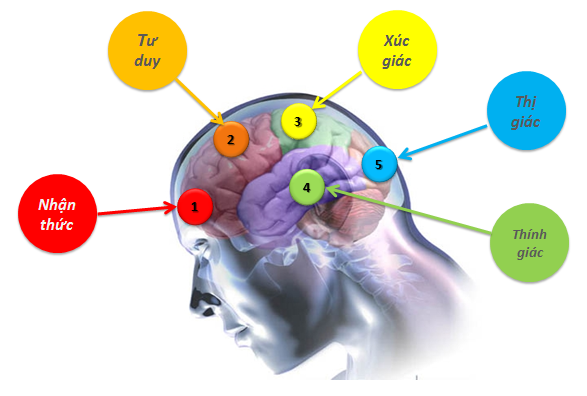 Tư
duy
Xúc
giác
Thị
giác
Nhận
thức
Thính
giác
1
2
3
4
5